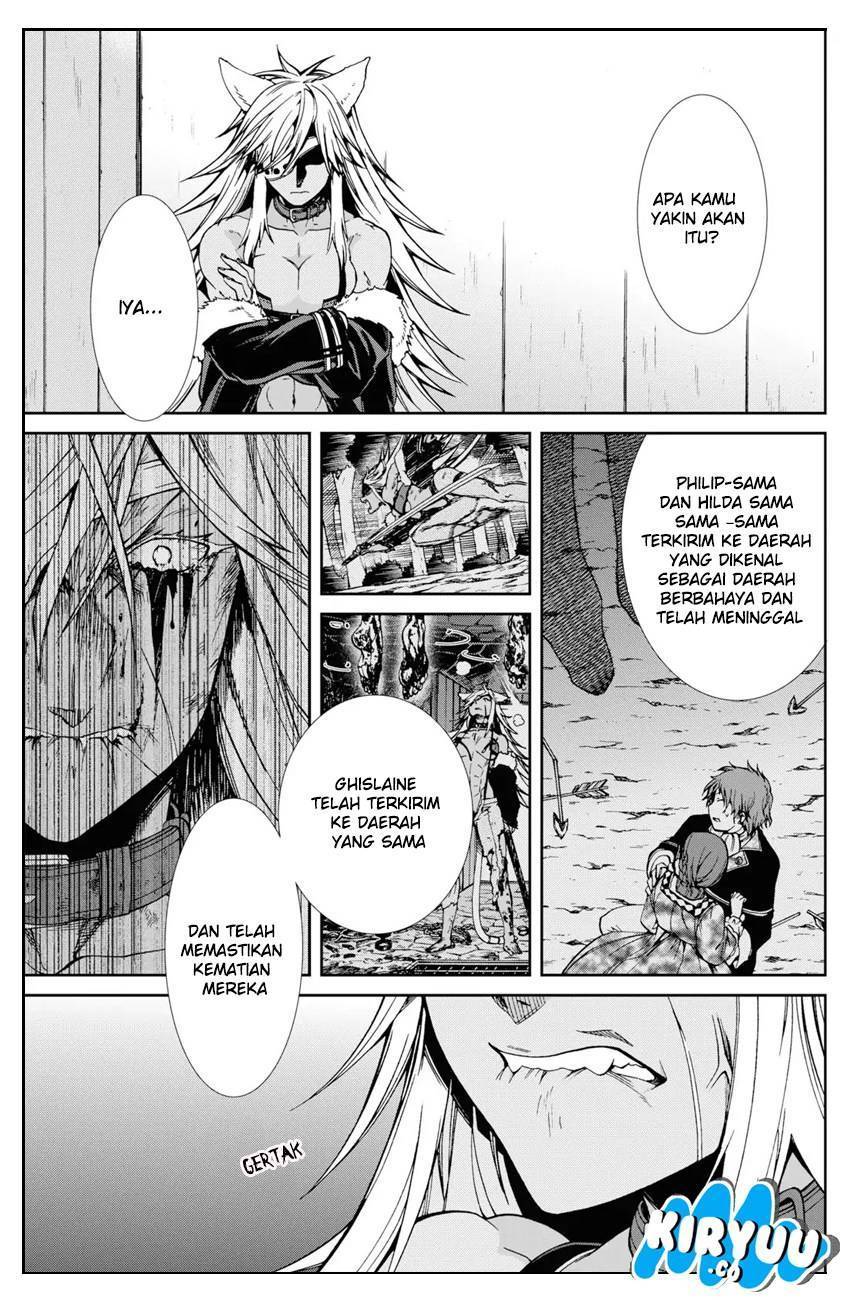 APA KAMU
YAKIN AKAN
ITU?
IYA...
PHILIP-SAMA
DAN HILDA SAMA
SAMA -SAMA
TERKIRIM KE DAERAH
YANG DIKENAL
SEBAGAI DAERAH
BERBAHAYA DAN
TELAH MENINGGAL
GHISLAINE
TELAH TERKIRIM
KE DAERAH
YANG SAMA
DAN TELAH
MEMASTIKAN
KEMATIAN
MEREKA
GERTAK
KIRYUU
.CO